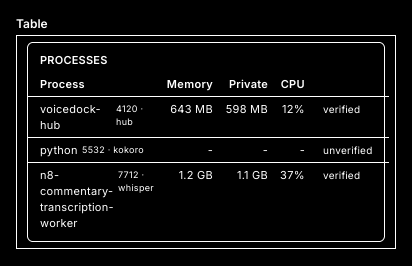 Table
PROCESSES
Process Memory Private CPU
voicedock- 4120 · 643 MB 598 MB 12% verified
hub hub
python 5532 · kokoro - - - unverified
n8- 7712 · 1.2 GB 1.1 GB 37% verified
commentary- whisper
transcription-
worker